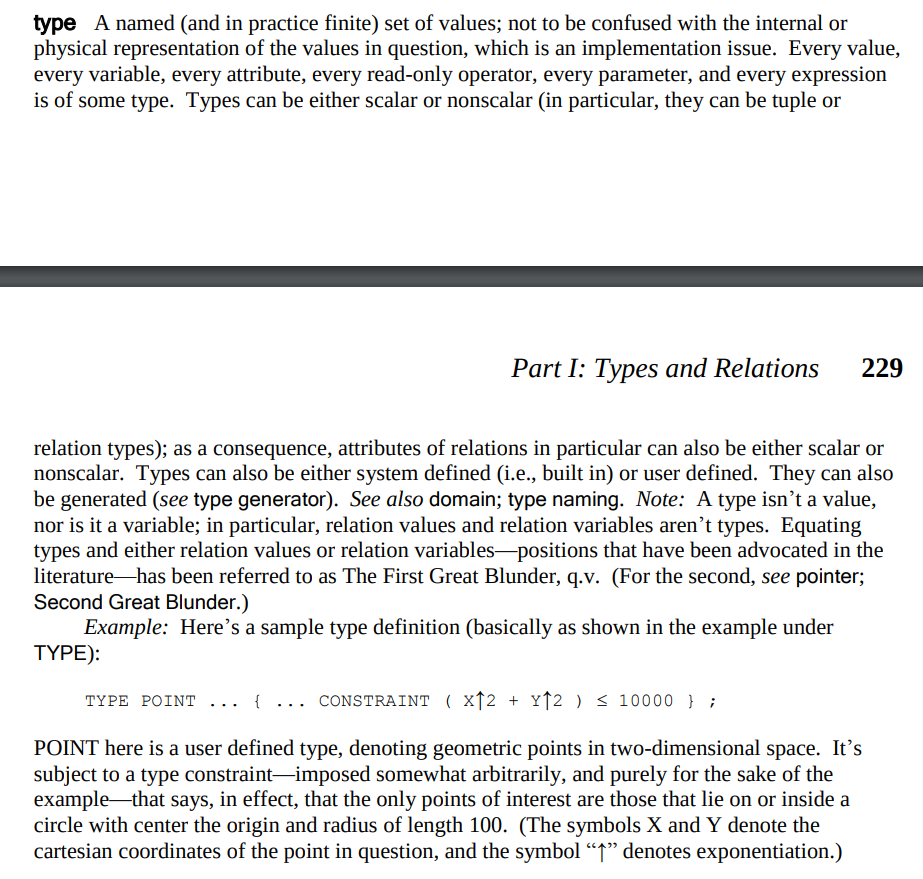 type A named (and in practice finite) set of values; not to be confused with the internal or
physical representation of the values in question, which is an implementation issue. Every value,
every variable, every attribute, every read-only operator, every parameter, and every expression
is of some type. Types can be either scalar or nonscalar (in particular, they can be tuple or
Part I: Types and Relations 229
relation types); as a consequence, attributes of relations in particular can also be either scalar or
nonscalar. Types can also be either system defined (i.e., built in) or user defined. They can also
be generated (see type generator). See also domain; type naming. Note: A type isn’t a value,
nor is it a variable; in particular, relation values and relation variables aren’t types. Equating
types and either relation values or relation variables—positions that have been advocated in the
literature—has been referred to as The First Great Blunder, q.v. (For the second, see pointer;
Second Great Blunder.)
Example: Here’s a sample type definition (basically as shown in the example under
TYPE):
TYPE POINT ... { ... CONSTRAINT ( X↑2 + Y↑2 ) ≤ 10000 } ;
POINT here is a user defined type, denoting geometric points in two-dimensional space. It’s
subject to a type constraint—imposed somewhat arbitrarily, and purely for the sake of the
example—that says, in effect, that the only points of interest are those that lie on or inside a
circle with center the origin and radius of length 100. (The symbols X and Y denote the
cartesian coordinates of the point in question, and the symbol “↑” denotes exponentiation.)